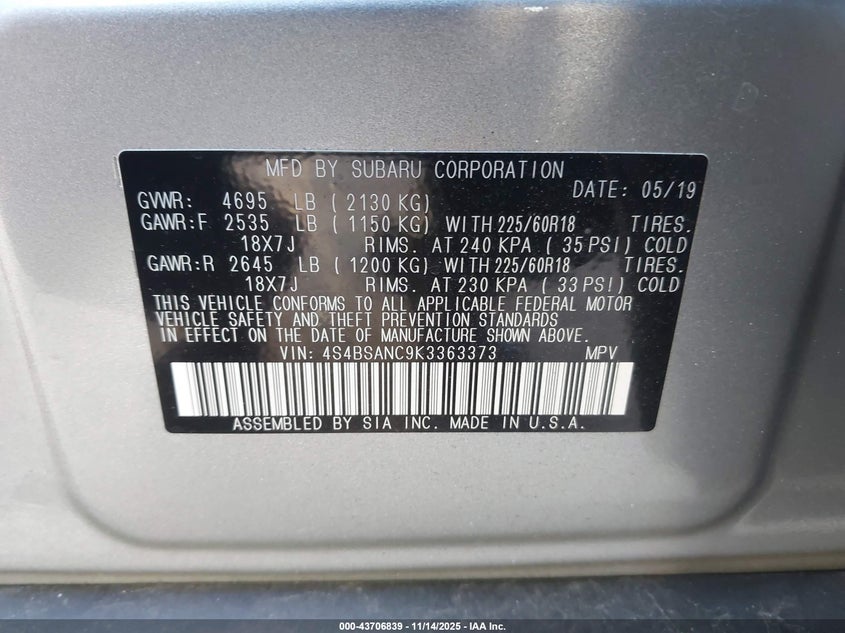 MFD BY SUBARU CORPORATION
DATE: 05/19
GVWR: 4695 LB ( 2130 KG)
GAWR:F 2535 LB ( 1150 KG) WITH 225/60R18 TIRES.
18X7J RIMS. AT 240 KPA ( 35 PSI) COLD
GAWR:R 2645 LB ( 1200 KG) WITH 225/60R18 TIRES.
18X7J RIMS. AT 230 KPA ( 33 PSI) COLD
THIS VEHICLE CONFORMS TO ALL APPLICABLE FEDERAL MOTOR
VEHICLE SAFETY AND THEFT PREVENTION STANDARDS
IN EFFECT ON THE DATE OF MANUFACTURE SHOWN ABOVE.
VIN: 4S4BSANC9K3363373 MPV
ASSEMBLED BY SIA INC. MADE IN U.S.A.
000-43706839 - 11/14/2025 - IAA Inc.